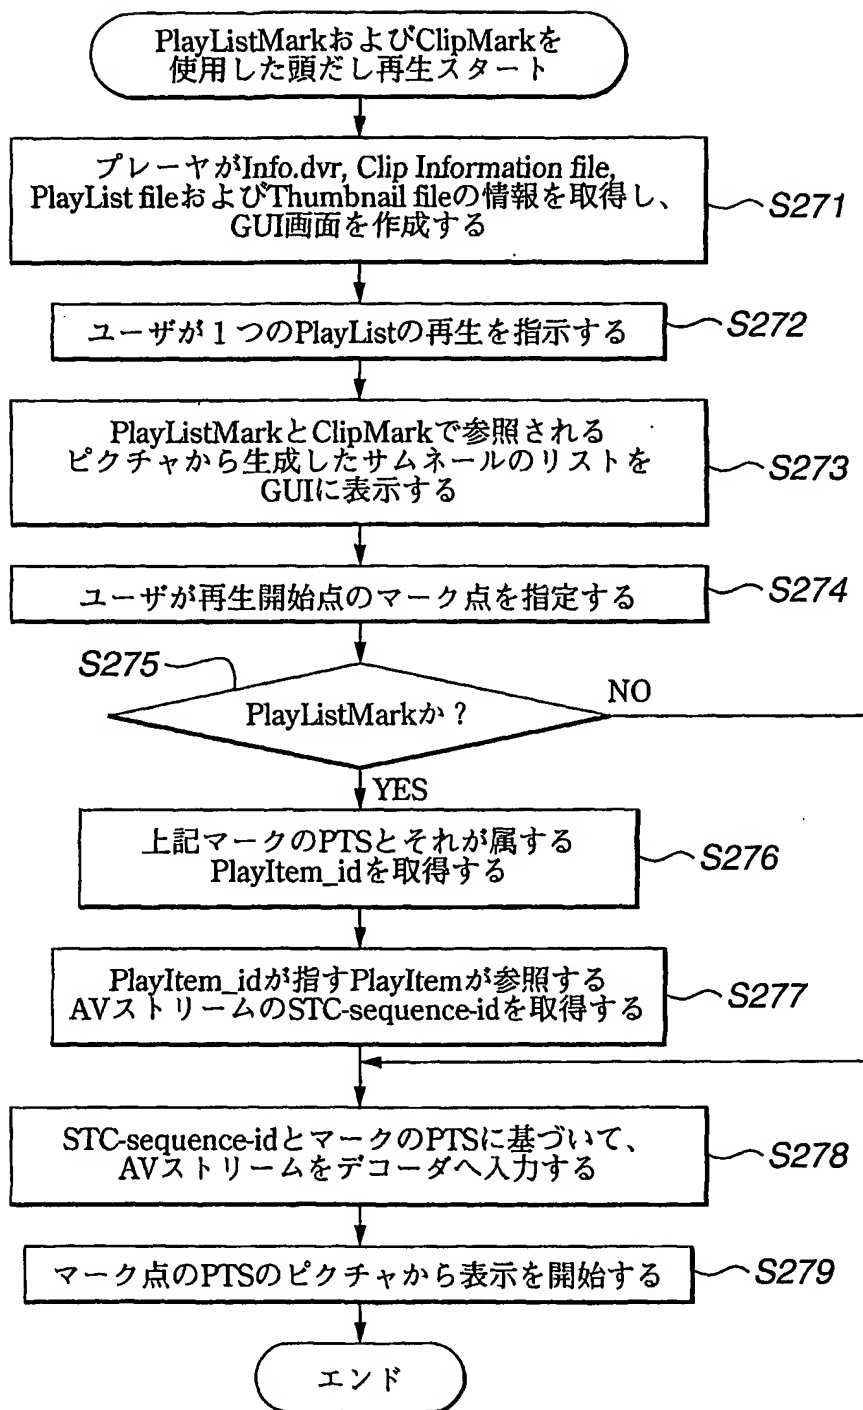 PlayListMarkおよびClipMarkを
使用した頭だし再生スタート
プレーヤがInfo.dvr, Clip Information file,
PlayList fileおよびThumbnail fileの情報を取得し、
GUI画面を作成する
S271
ユーザが１つのPlayListの再生を指示する
S272
PlayListMarkとClipMarkで参照される
ピクチャから生成したサムネールのリストを
GUIに表示する
S273
ユーザが再生開始点のマーク点を指定する
S274
S275
PlayListMarkか？
NO
YES
上記マークのPTSとそれが属する
PlayItem_idを取得する
S276
PlayItem_idが指すPlayItemが参照する
AVストリームのSTC-sequence-idを取得する
S277
STC-sequence-idとマークのPTSに基づいて、
AVストリームをデコーダへ入力する
S278
マーク点のPTSのピクチャから表示を開始する
S279
エンド